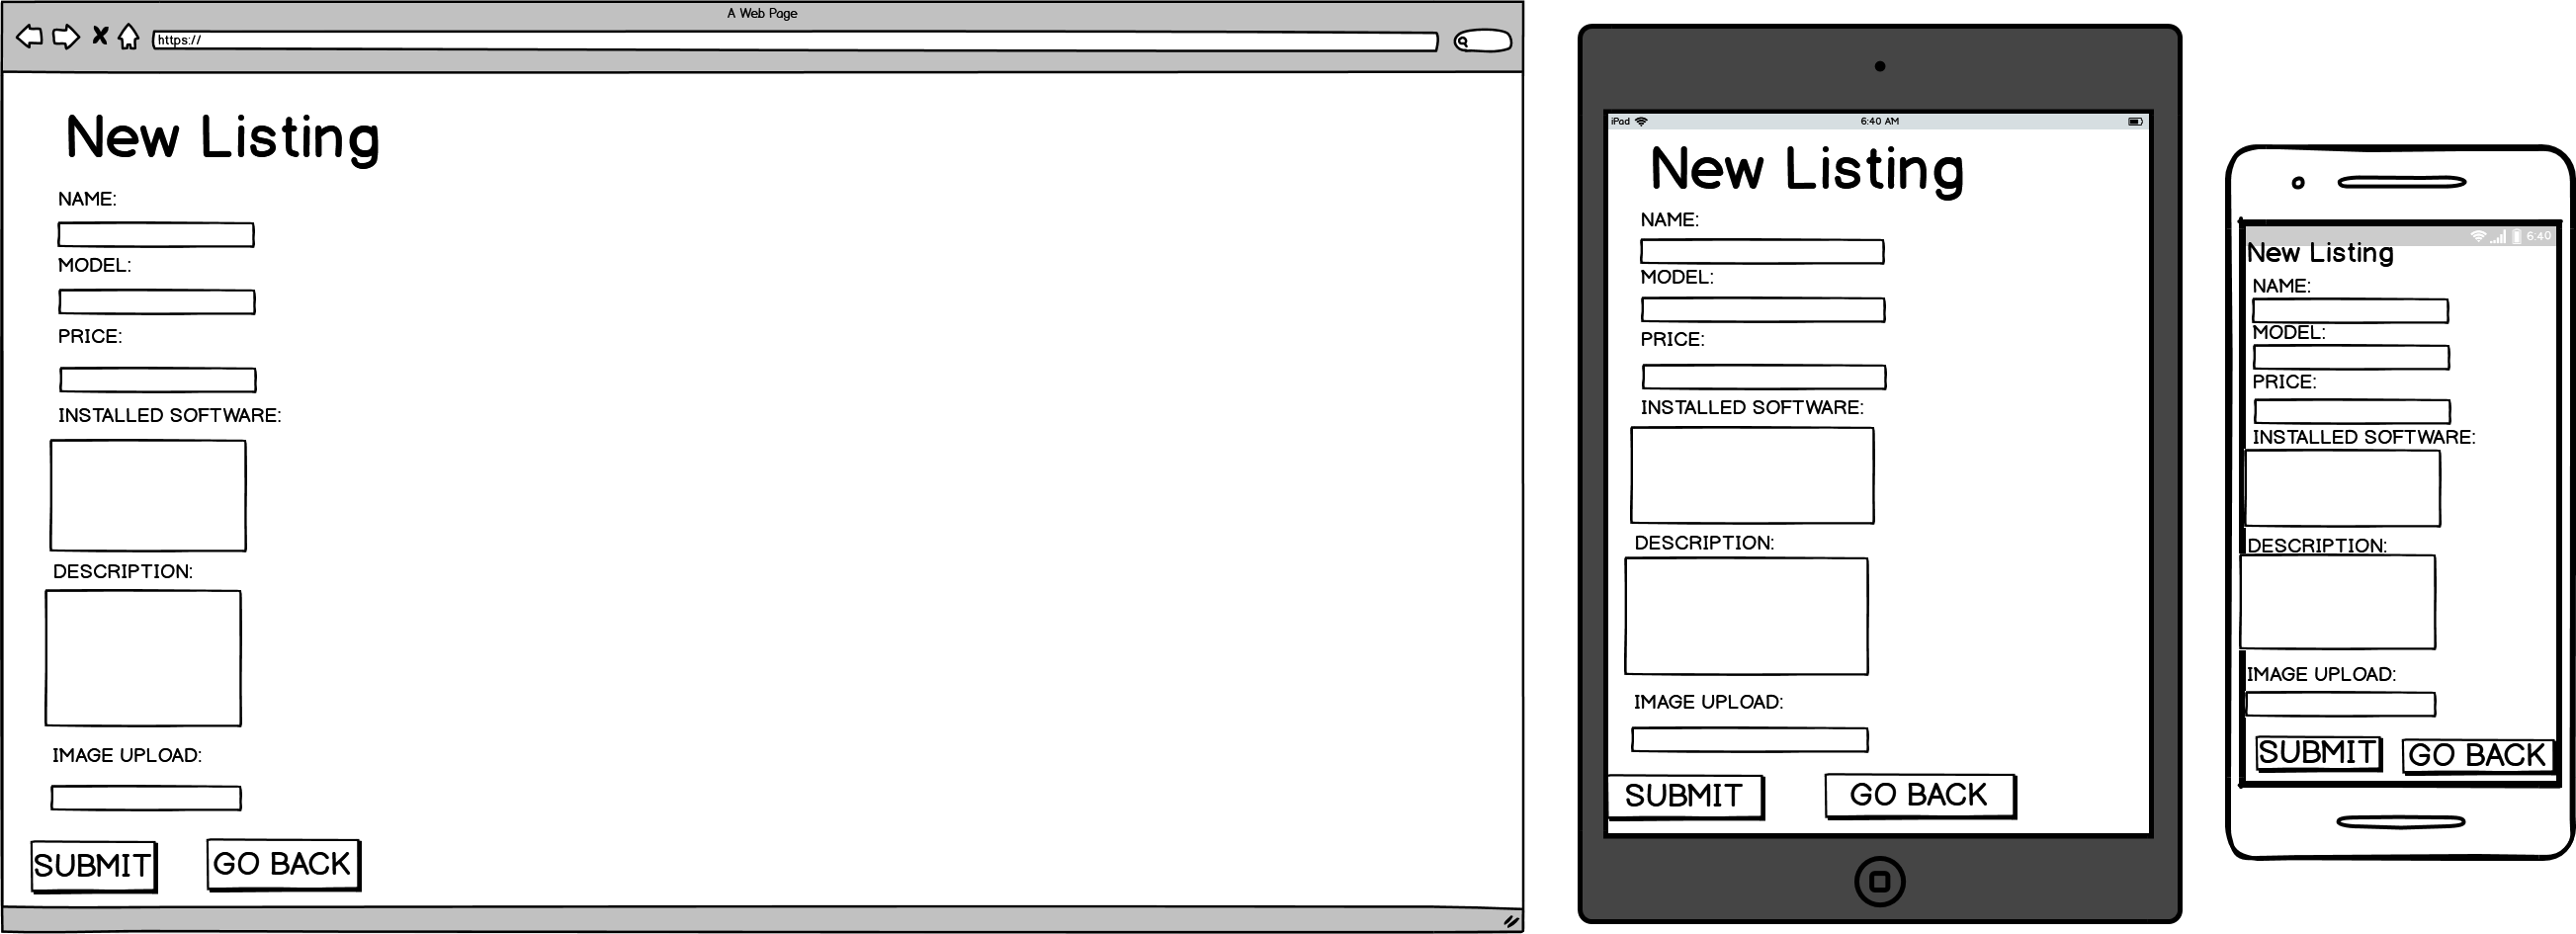 A Web Page
https://
New Listing
NAME:
MODEL:
PRICE:
INSTALLED SOFTWARE:
DESCRIPTION:
IMAGE UPLOAD:
SUBMIT
GO BACK
iPad
6:40 AM
New Listing
NAME:
MODEL:
PRICE:
INSTALLED SOFTWARE:
DESCRIPTION:
IMAGE UPLOAD:
SUBMIT
GO BACK
6:40
New Listing
NAME:
MODEL:
PRICE:
INSTALLED SOFTWARE:
DESCRIPTION:
IMAGE UPLOAD:
SUBMIT
GO BACK